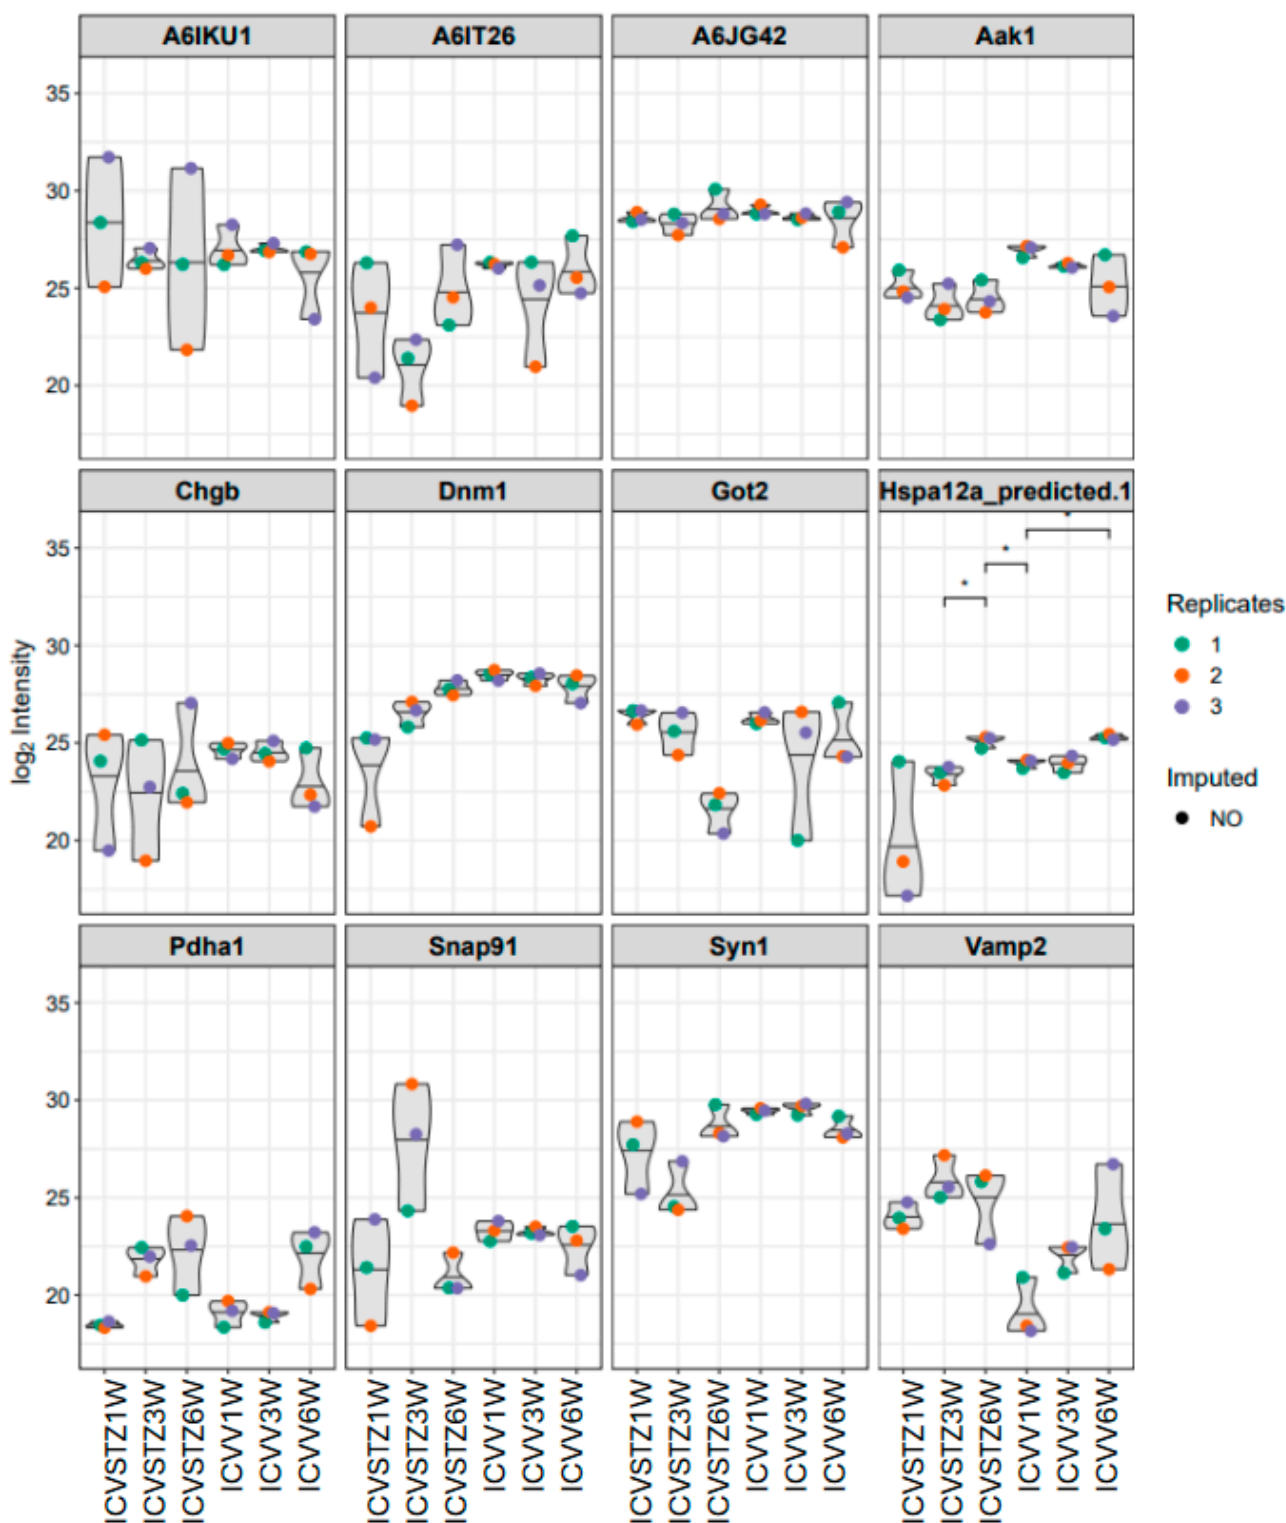 A6IKU1 A6IT26 A6JG42 Aak1
35
30
25
20
Chgb Dnm1 Got2 Hspa12a_predicted.1
35
30
25
20
* * *
log2 Intensity
Replicates
1
2
3
Imputed
NO
Pdha1 Snap91 Syn1 Vamp2
35
30
25
20
ICVSTZ1W ICVSTZ3W ICVSTZ6W ICVV1W ICVV3W ICVV6W ICVSTZ1W ICVSTZ3W ICVSTZ6W ICVV1W ICVV3W ICVV6W ICVSTZ1W ICVSTZ3W ICVSTZ6W ICVV1W ICVV3W ICVV6W ICVSTZ1W ICVSTZ3W ICVSTZ6W ICVV1W ICVV3W ICVV6W